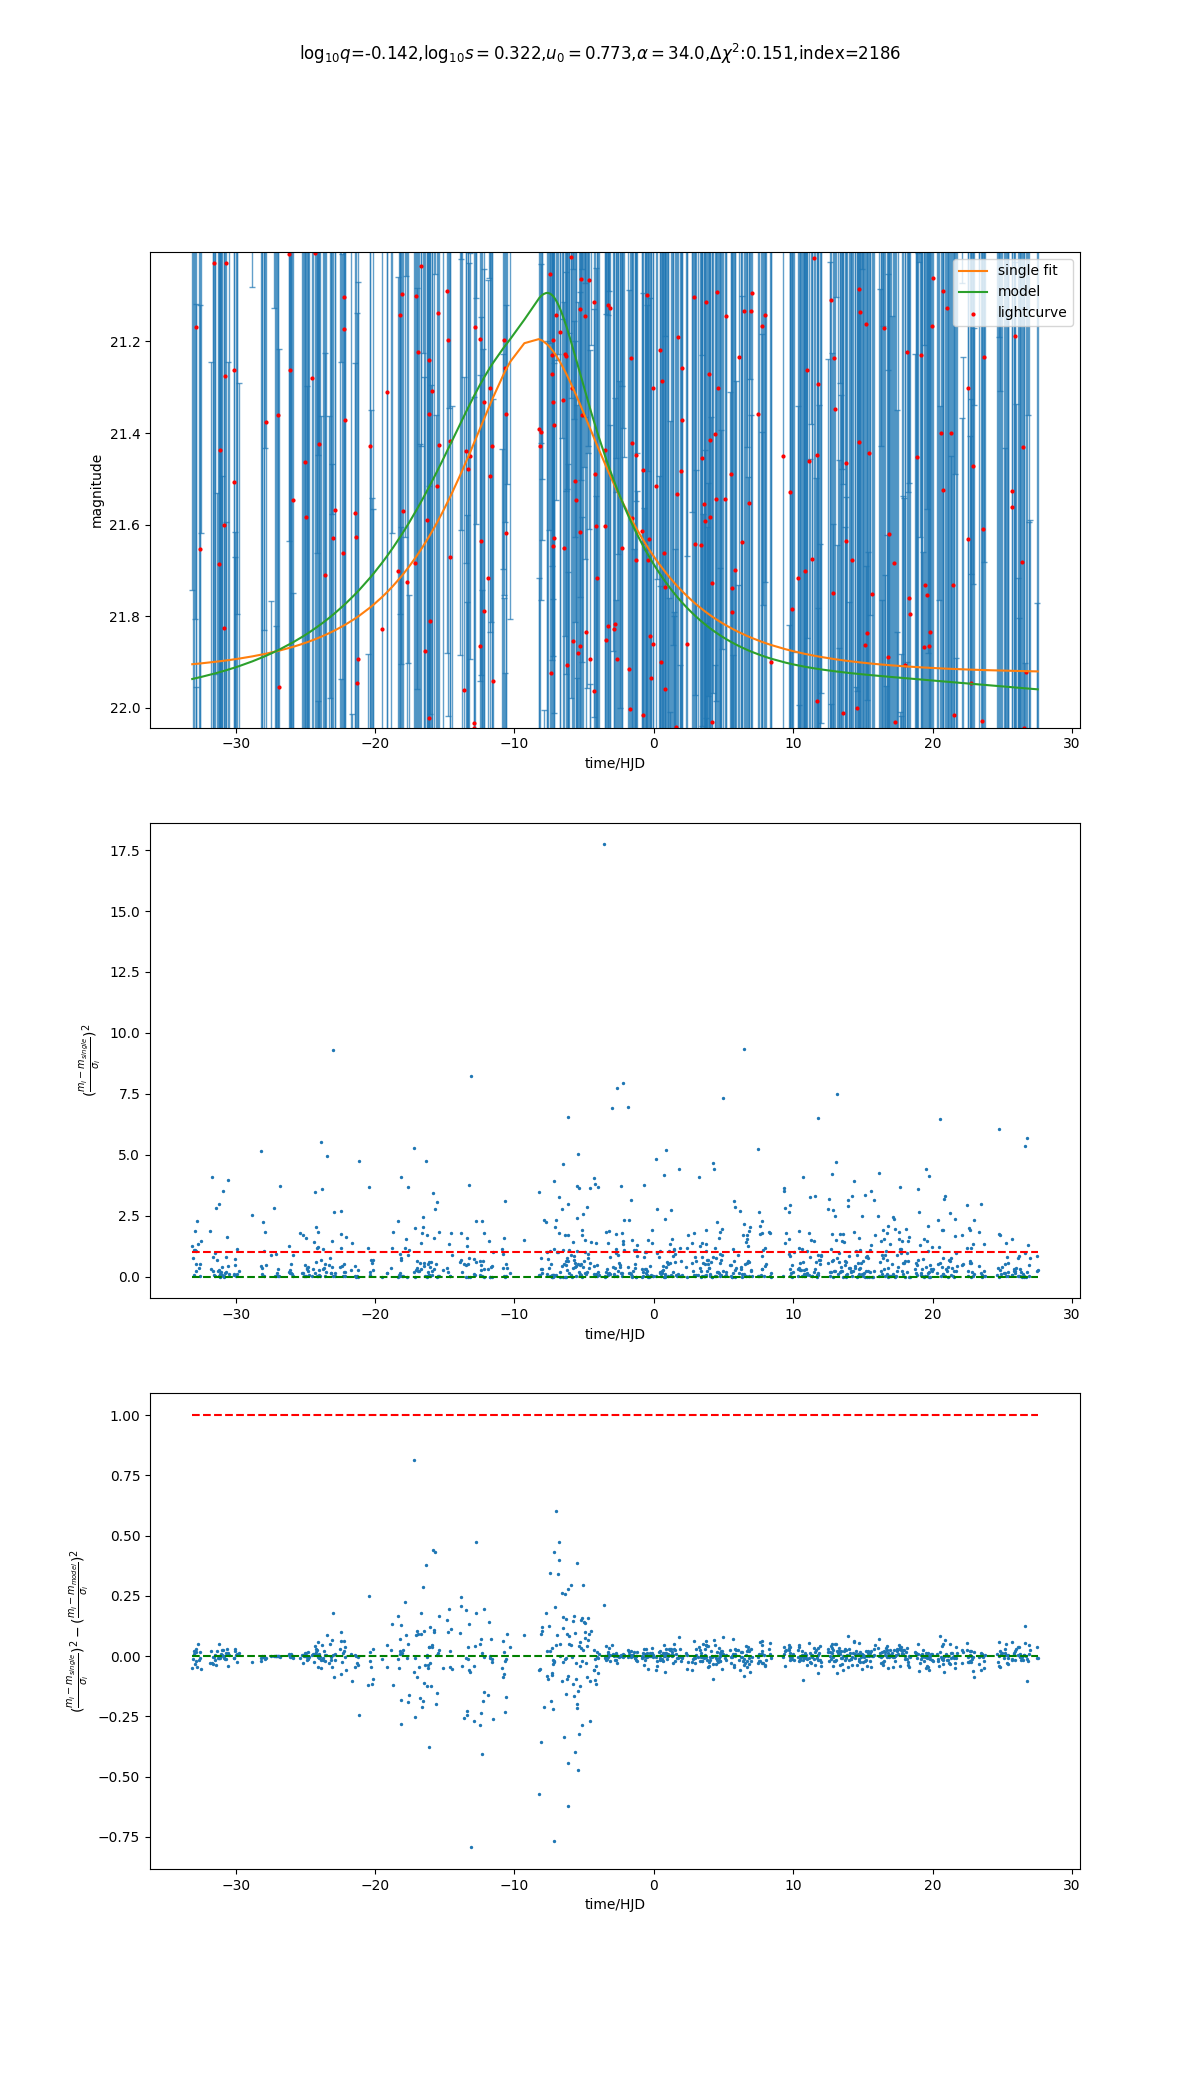 log₁₀q=-0.142,log₁₀s = 0.322,u₀ = 0.773,α = 34.0,Δχ²:0.151,index=2186
single fit
model
lightcurve
21.2
21.4
21.6
21.8
22.0
magnitude
−30 −20 −10 0 10 20 30
time/HJD
17.5
15.0
12.5
10.0
7.5
5.0
2.5
0.0
((mᵢ − m_single)/σᵢ)²
−30 −20 −10 0 10 20 30
time/HJD
1.00
0.75
0.50
0.25
0.00
−0.25
−0.50
−0.75
((mᵢ − m_single)/σᵢ)² − ((mᵢ − m_model)/σᵢ)²
−30 −20 −10 0 10 20 30
time/HJD